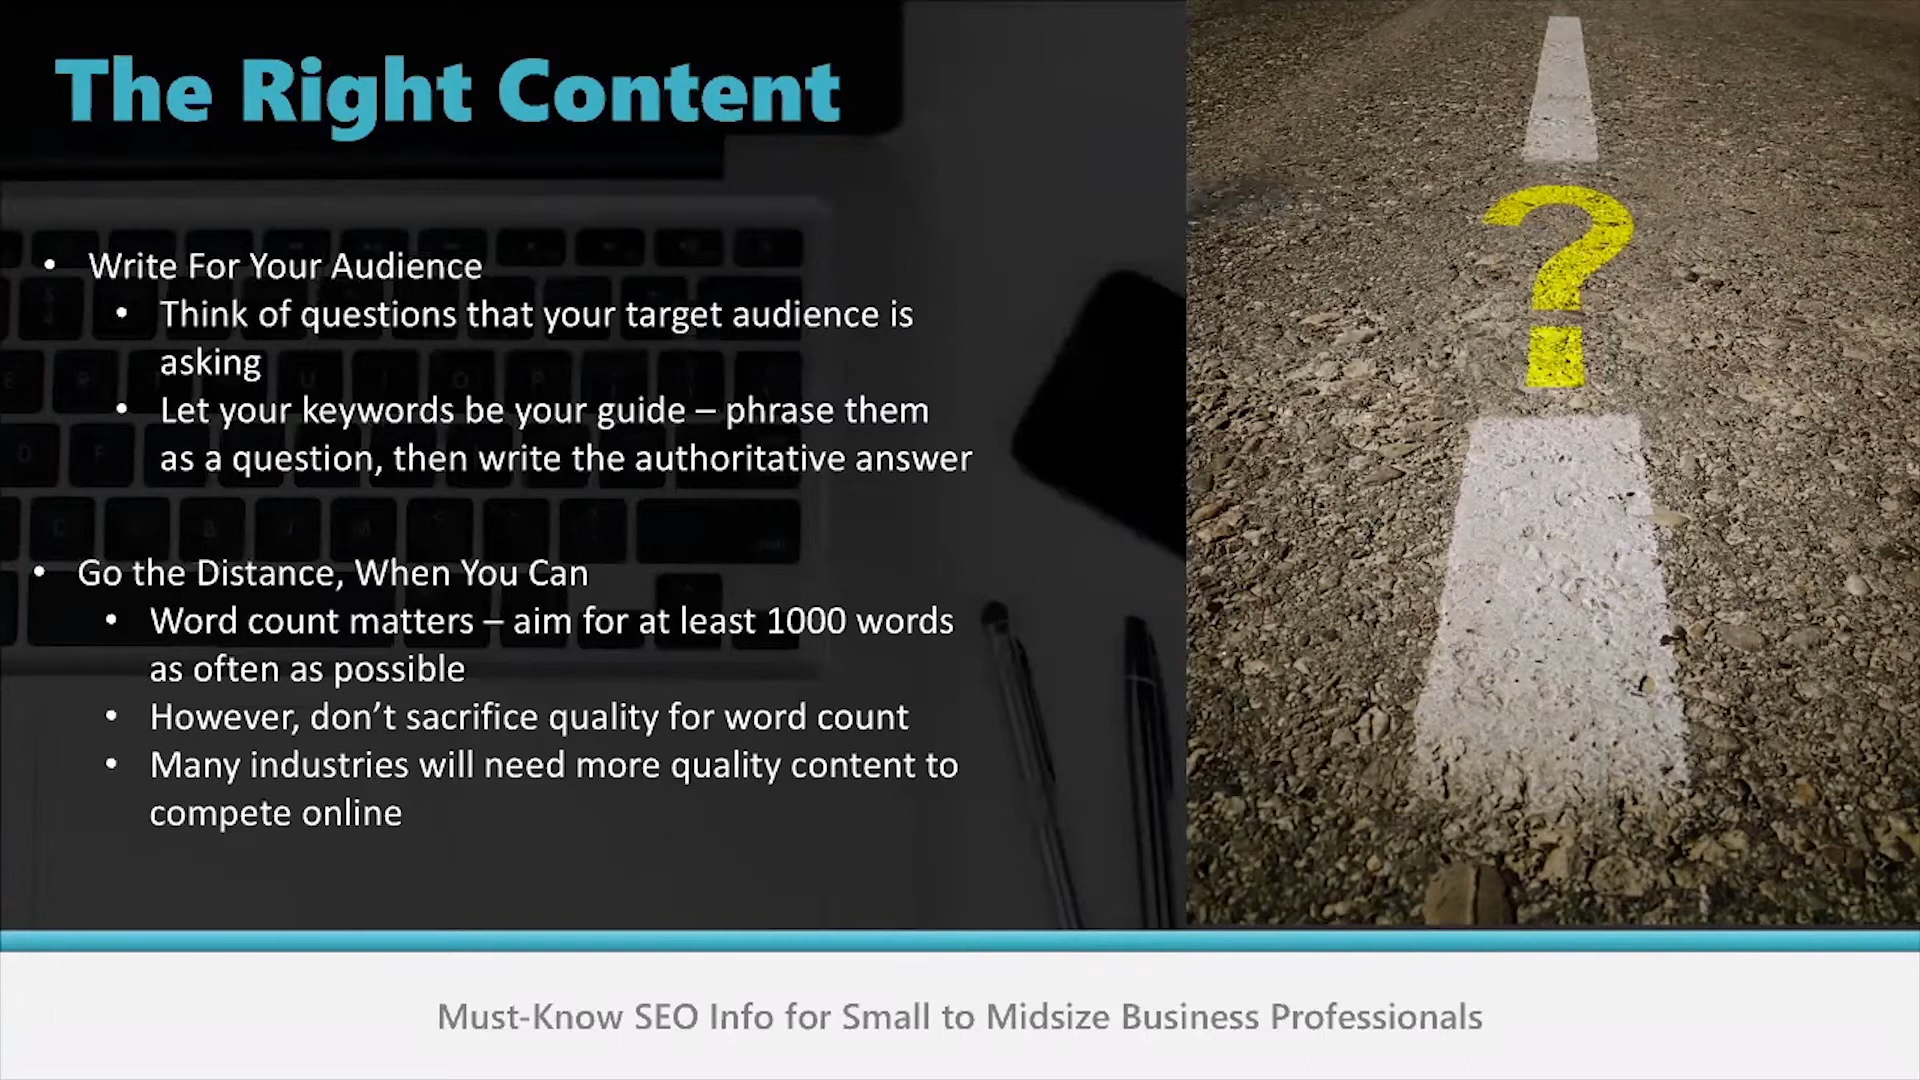 The Right Content
• Write For Your Audience
• Think of questions that your target audience is
asking
• Let your keywords be your guide – phrase them
as a question, then write the authoritative answer
• Go the Distance, When You Can
• Word count matters – aim for at least 1000 words
as often as possible
• However, don’t sacrifice quality for word count
• Many industries will need more quality content to
compete online
?
Must-Know SEO Info for Small to Midsize Business Professionals